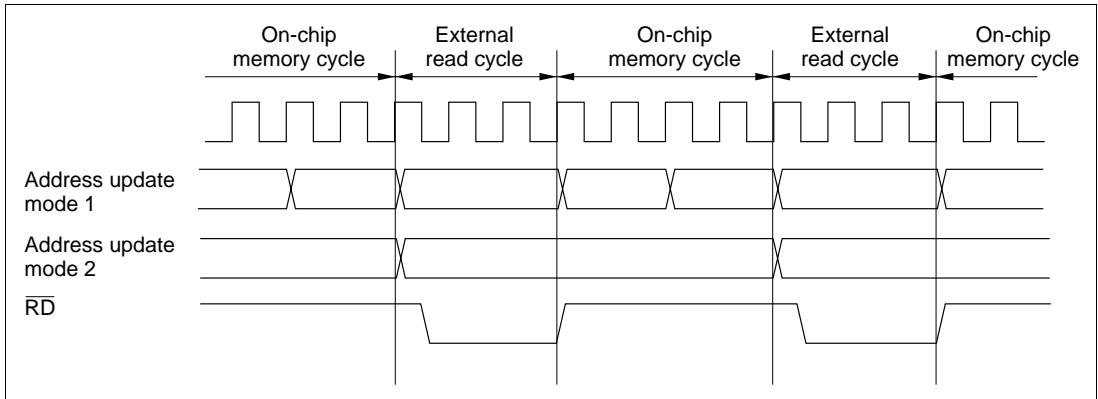 On-chip
memory cycle
External
read cycle
On-chip
memory cycle
External
read cycle
On-chip
memory cycle
Address update
mode 1
Address update
mode 2
R̅D̅